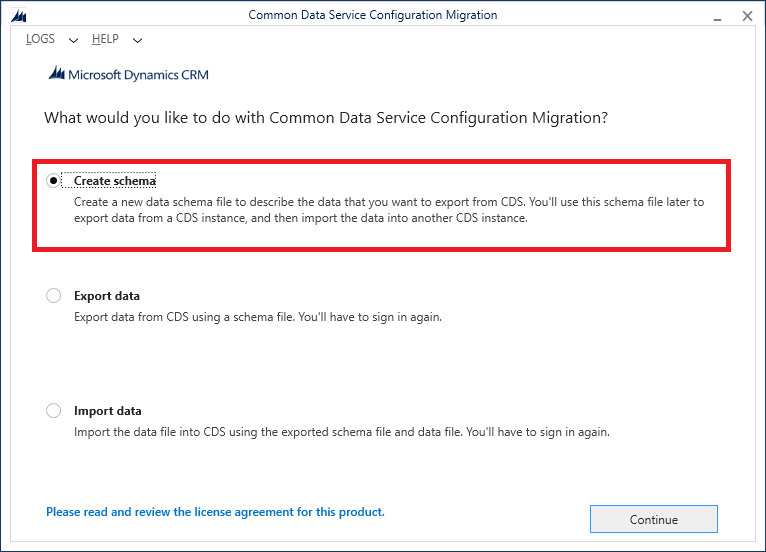 Common Data Service Configuration Migration
LOGS HELP
Microsoft Dynamics CRM
What would you like to do with Common Data Service Configuration Migration?
Create schema
Create a new data schema file to describe the data that you want to export from CDS. You'll use this schema file later to
export data from a CDS instance, and then import the data into another CDS instance.
Export data
Export data from CDS using a schema file. You'll have to sign in again.
Import data
Import the data file into CDS using the exported schema file and data file. You'll have to sign in again.
Please read and review the license agreement for this product.
Continue